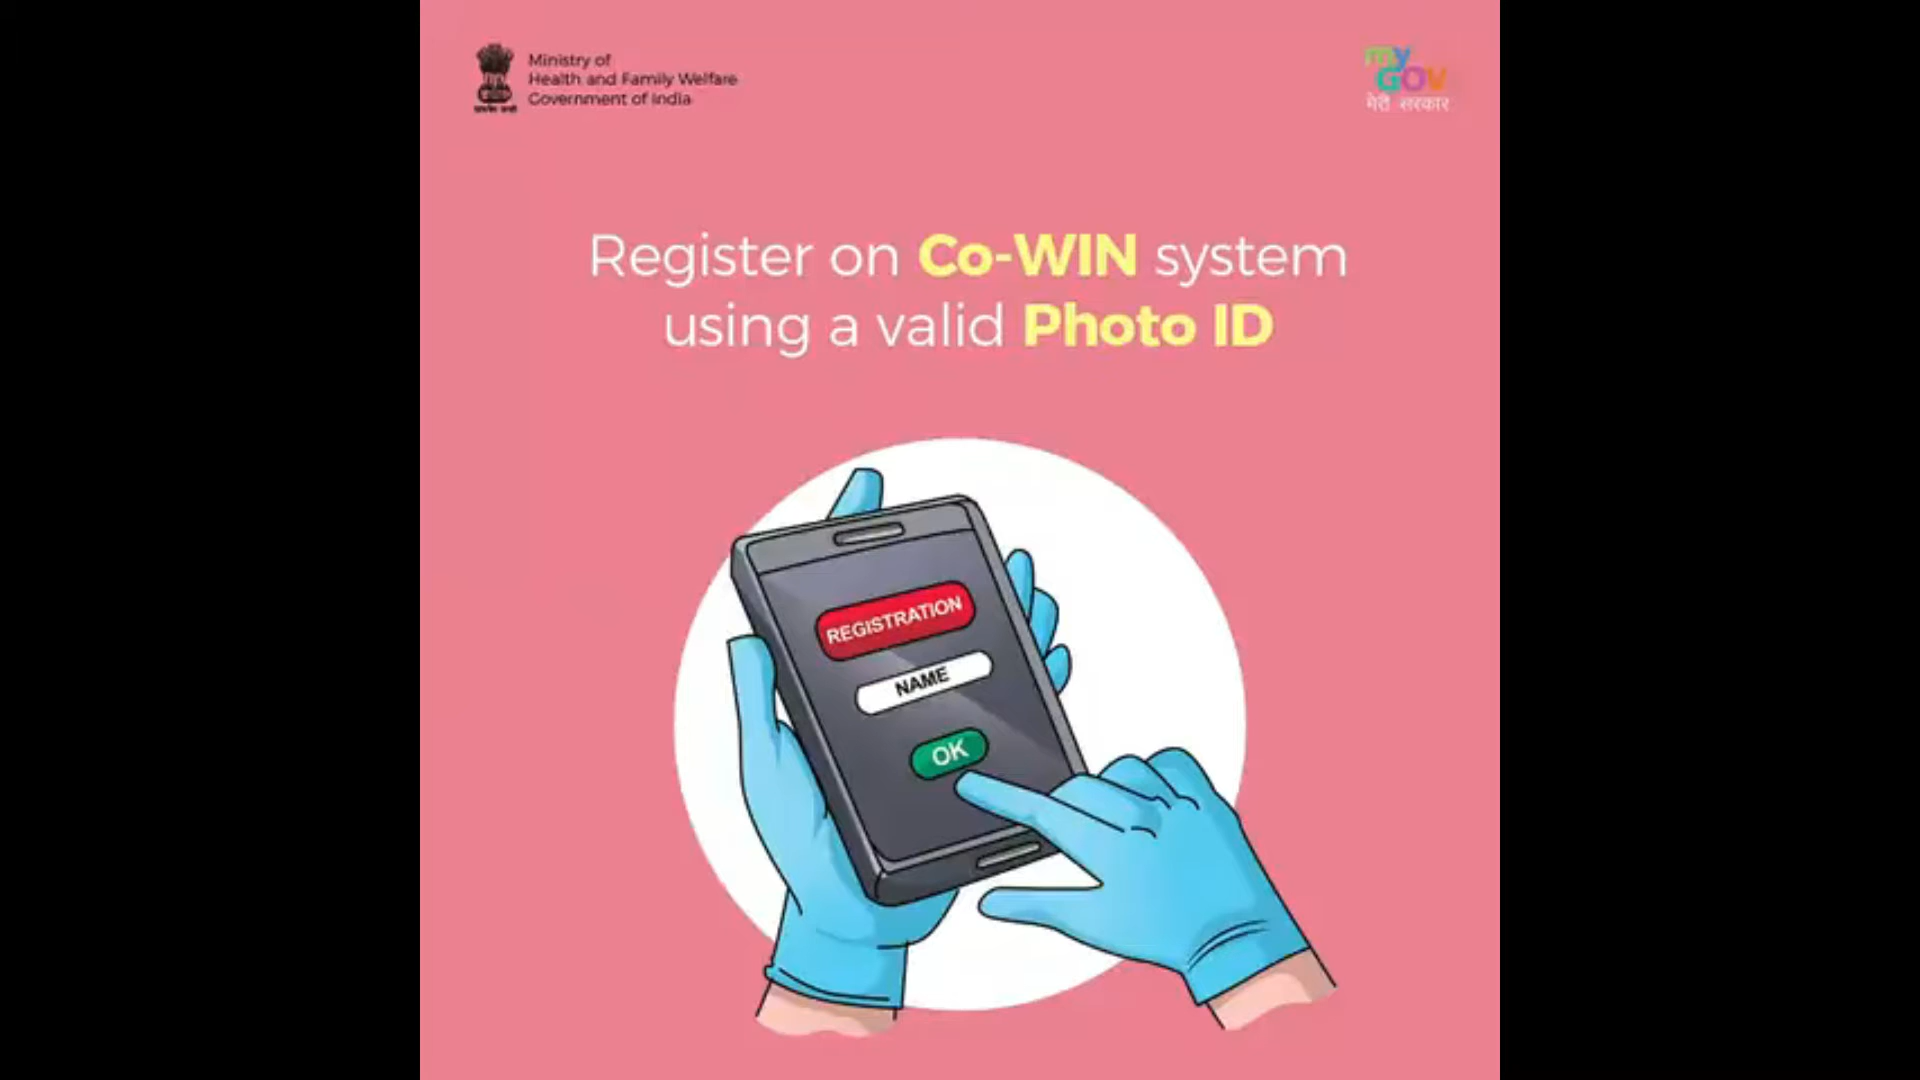 Ministry of
Health and Family Welfare
Government of India
my
GOV
मेरी सरकार
Register on Co-WIN system
using a valid Photo ID
REGISTRATION
NAME
OK